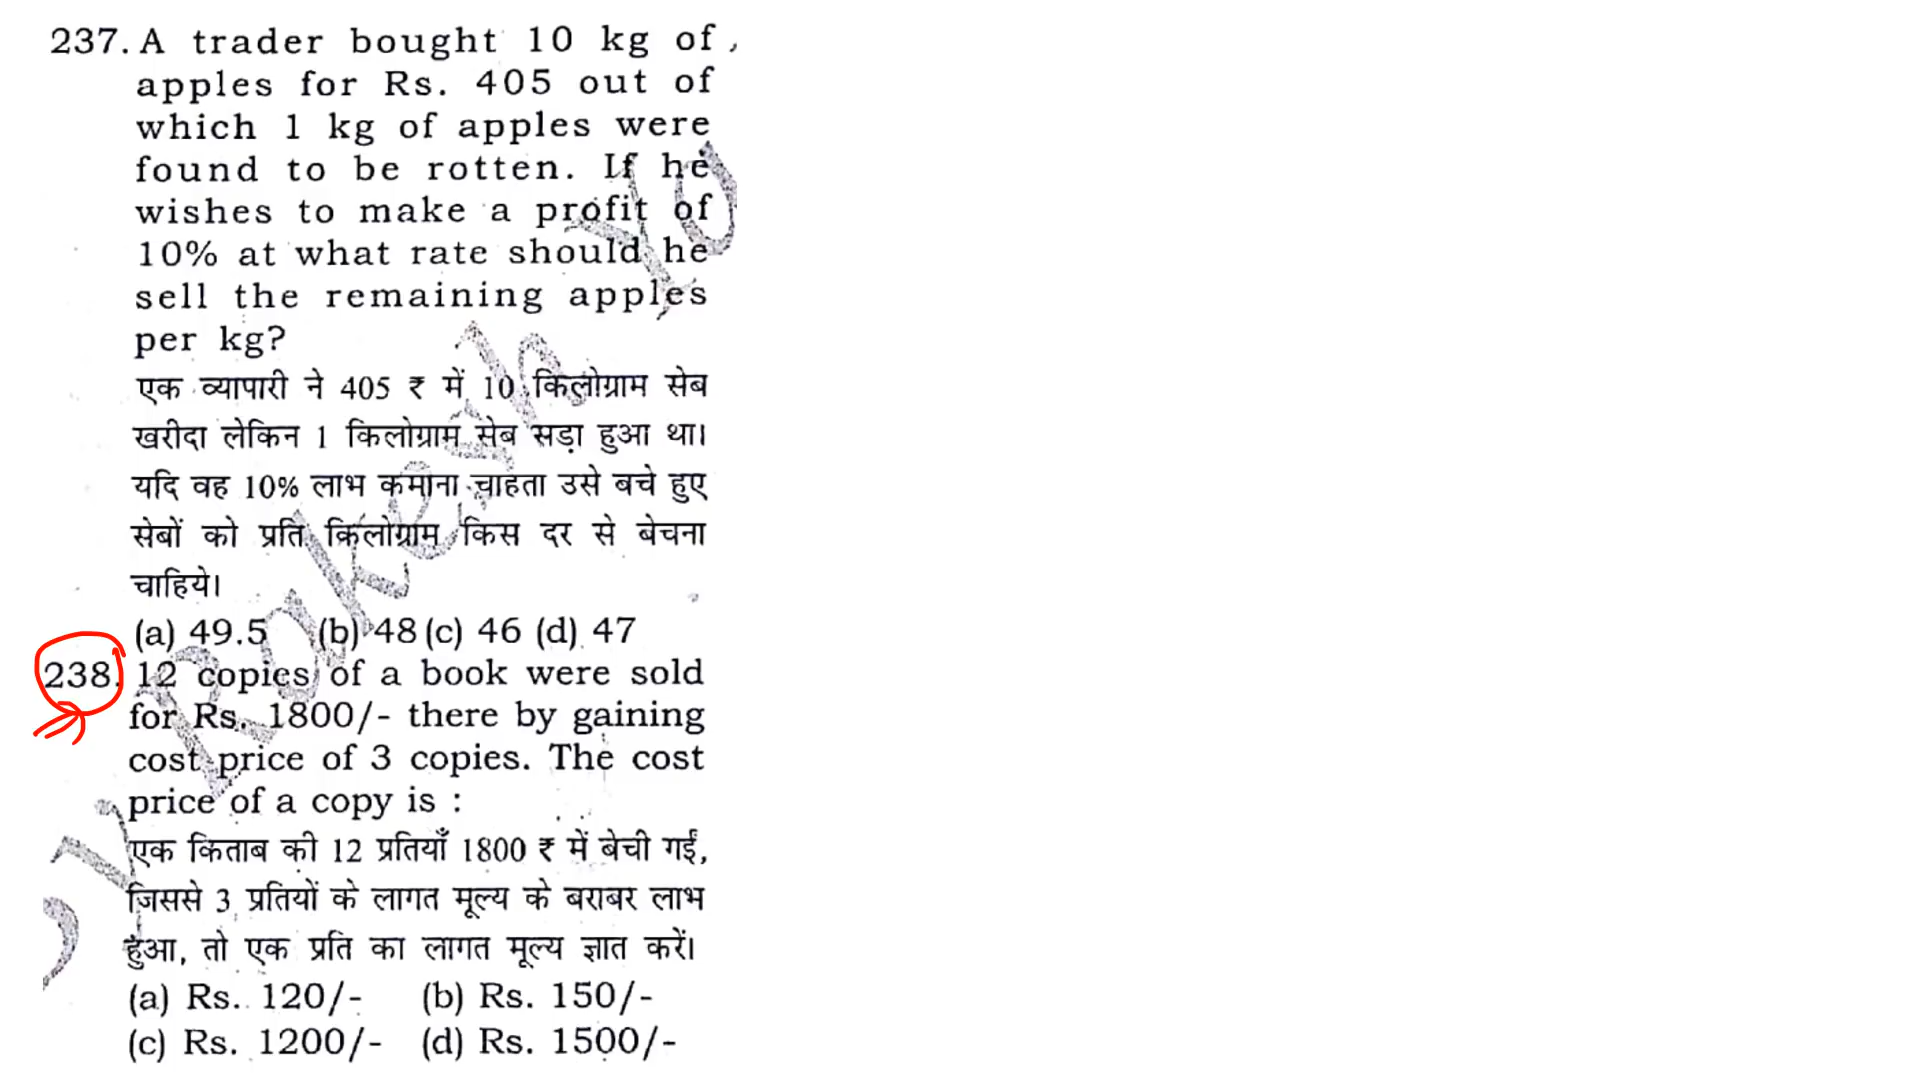 237. A trader bought 10 kg of
apples for Rs. 405 out of
which 1 kg of apples were
found to be rotten. If he
wishes to make a profit of
10% at what rate should he
sell the remaining apples
per kg?
एक व्यापारी ने 405 ₹ में 10 किलोग्राम सेब
खरीदा लेकिन 1 किलोग्राम सेब सड़ा हुआ था।
यदि वह 10% लाभ कमाना चाहता उसे बचे हुए
सेबों को प्रति किलोग्राम किस दर से बेचना
चाहिये।
(a) 49.5 (b) 48 (c) 46 (d) 47
238. 12 copies of a book were sold
for Rs. 1800/- there by gaining
cost price of 3 copies. The cost
price of a copy is :
एक किताब की 12 प्रतियाँ 1800 ₹ में बेची गईं,
जिससे 3 प्रतियों के लागत मूल्य के बराबर लाभ
हुआ, तो एक प्रति का लागत मूल्य ज्ञात करें।
(a) Rs. 120/- (b) Rs. 150/-
(c) Rs. 1200/- (d) Rs. 1500/-